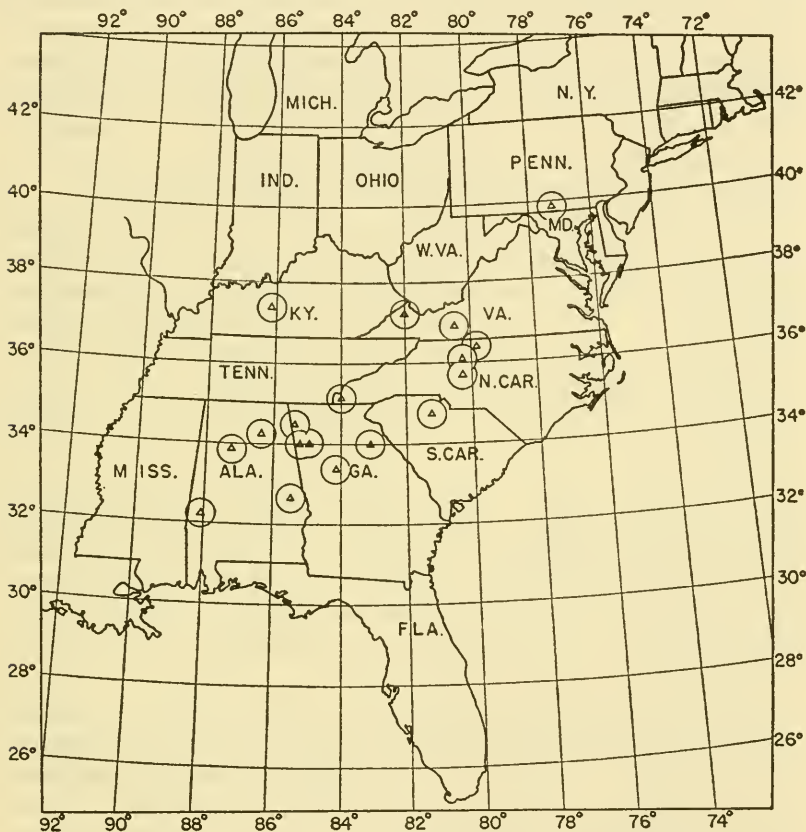 92° 90° 88° 86° 84° 82° 80° 78° 76° 74° 72°
MICH. N. Y.
42° 42°
PENN.
IND. OHIO
40° 40°
MD.
W.VA.
38° 38°
KY. VA.
36° 36°
TENN. N.CAR.
34° 34°
MISS. ALA. GA. S.CAR.
32° 32°
30° 30°
FLA.
28° 28°
26° 26°
92° 90° 88° 86° 84° 82° 80° 78° 76° 74°